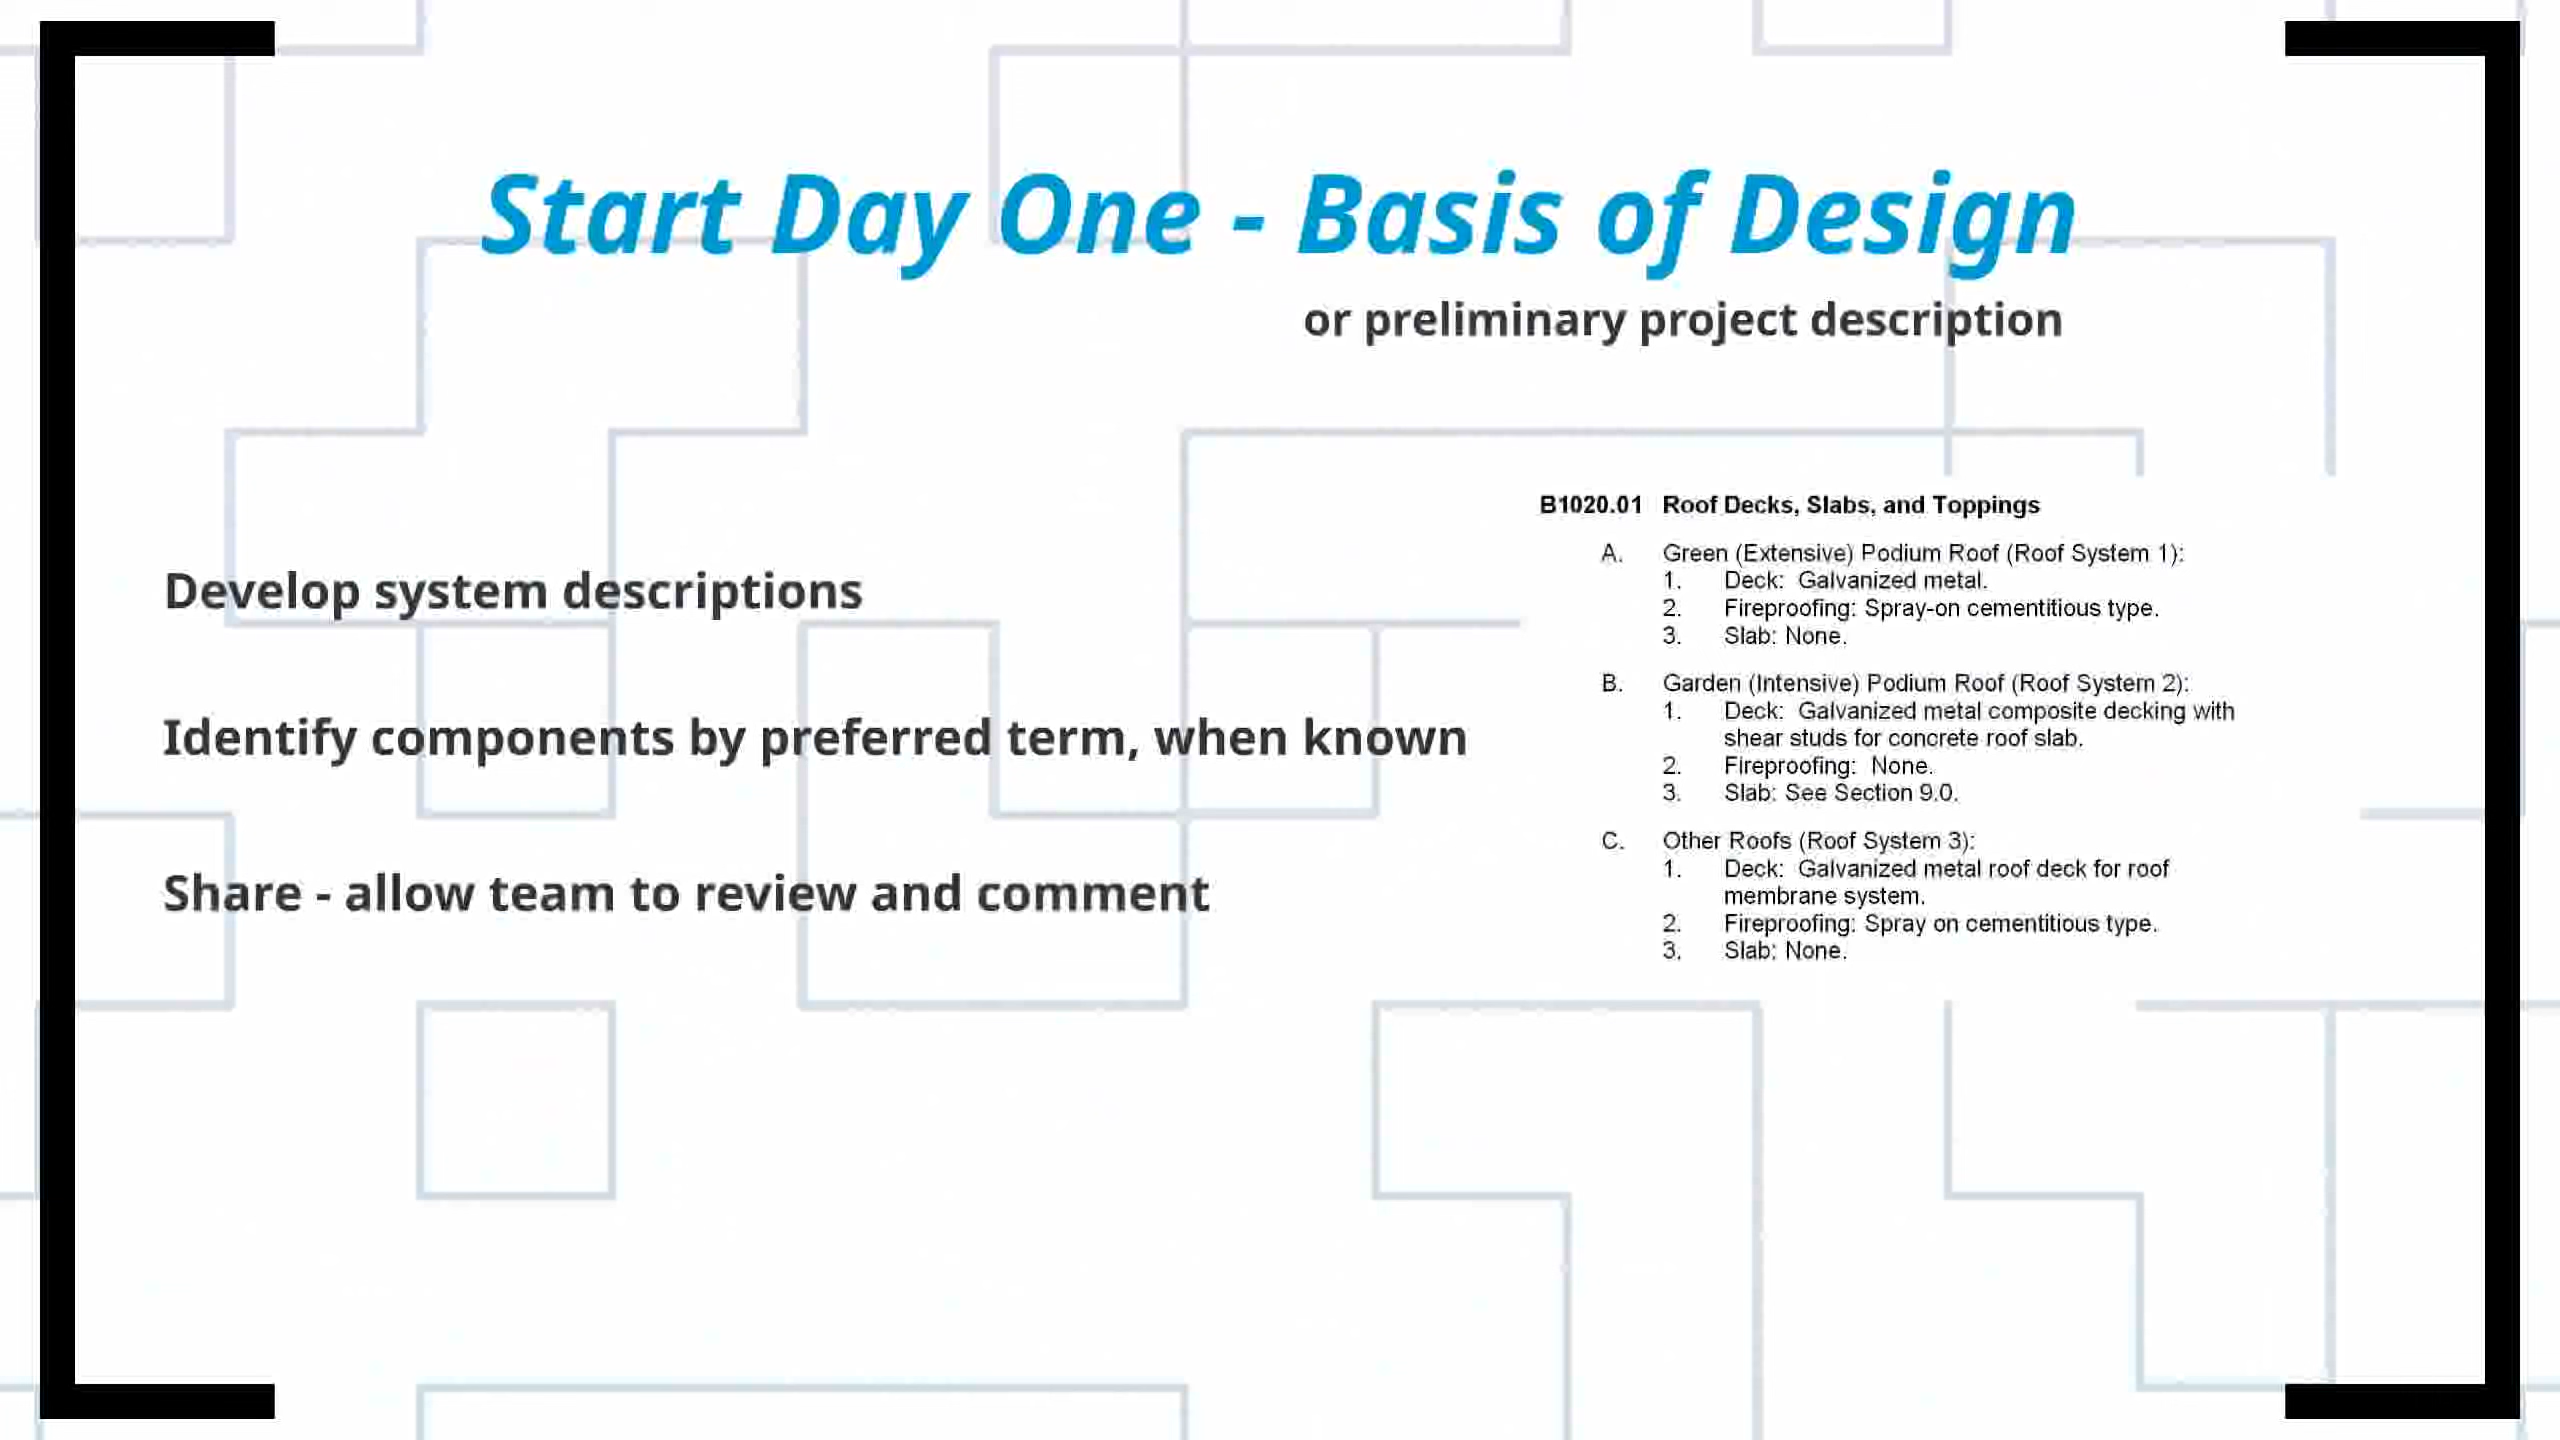 Start Day One - Basis of Design
or preliminary project description
Develop system descriptions
Identify components by preferred term, when known
Share - allow team to review and comment
B1020.01 Roof Decks, Slabs, and Toppings
A. Green (Extensive) Podium Roof (Roof System 1):
1. Deck: Galvanized metal.
2. Fireproofing: Spray-on cementitious type.
3. Slab: None.
B. Garden (Intensive) Podium Roof (Roof System 2):
1. Deck: Galvanized metal composite decking with
shear studs for concrete roof slab.
2. Fireproofing: None.
3. Slab: See Section 9.0.
C. Other Roofs (Roof System 3):
1. Deck: Galvanized metal roof deck for roof
membrane system.
2. Fireproofing: Spray on cementitious type.
3. Slab: None.